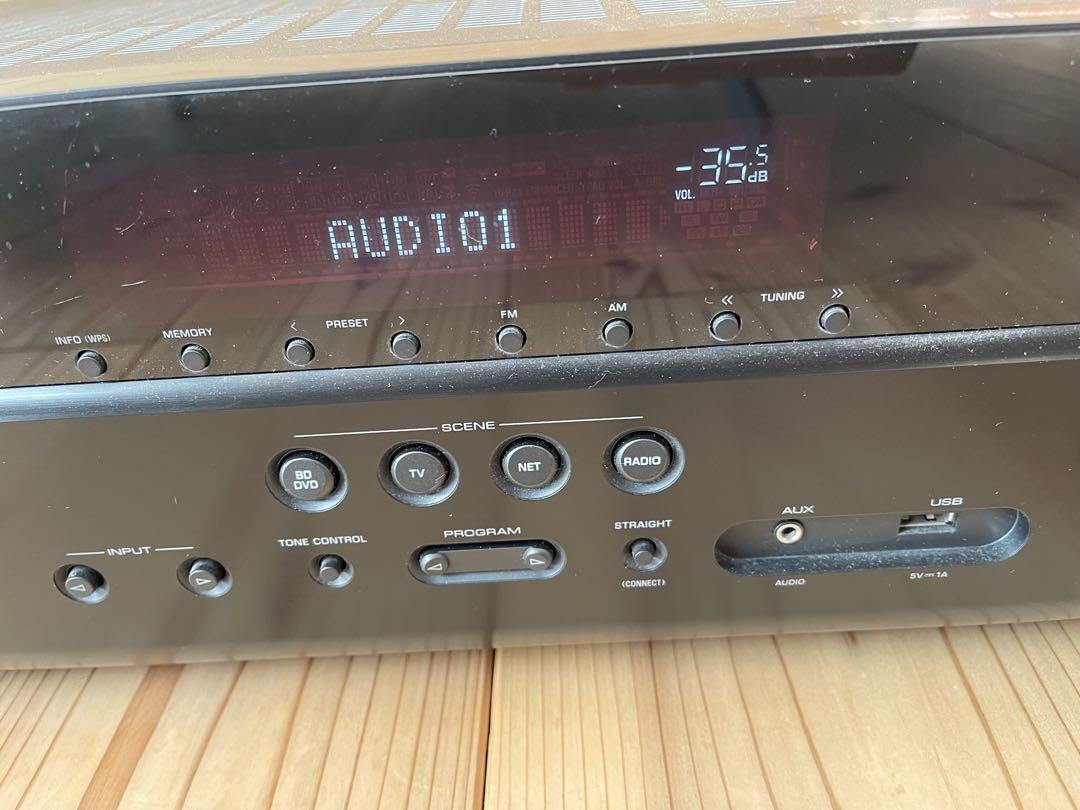 -35.5
VOL. dB
AUDIO1
INFO (WPS) MEMORY < PRESET > FM AM << TUNING >>
SCENE
BD DVD TV NET RADIO
INPUT TONE CONTROL PROGRAM STRAIGHT AUX USB
(CONNECT) AUDIO 5V 1A